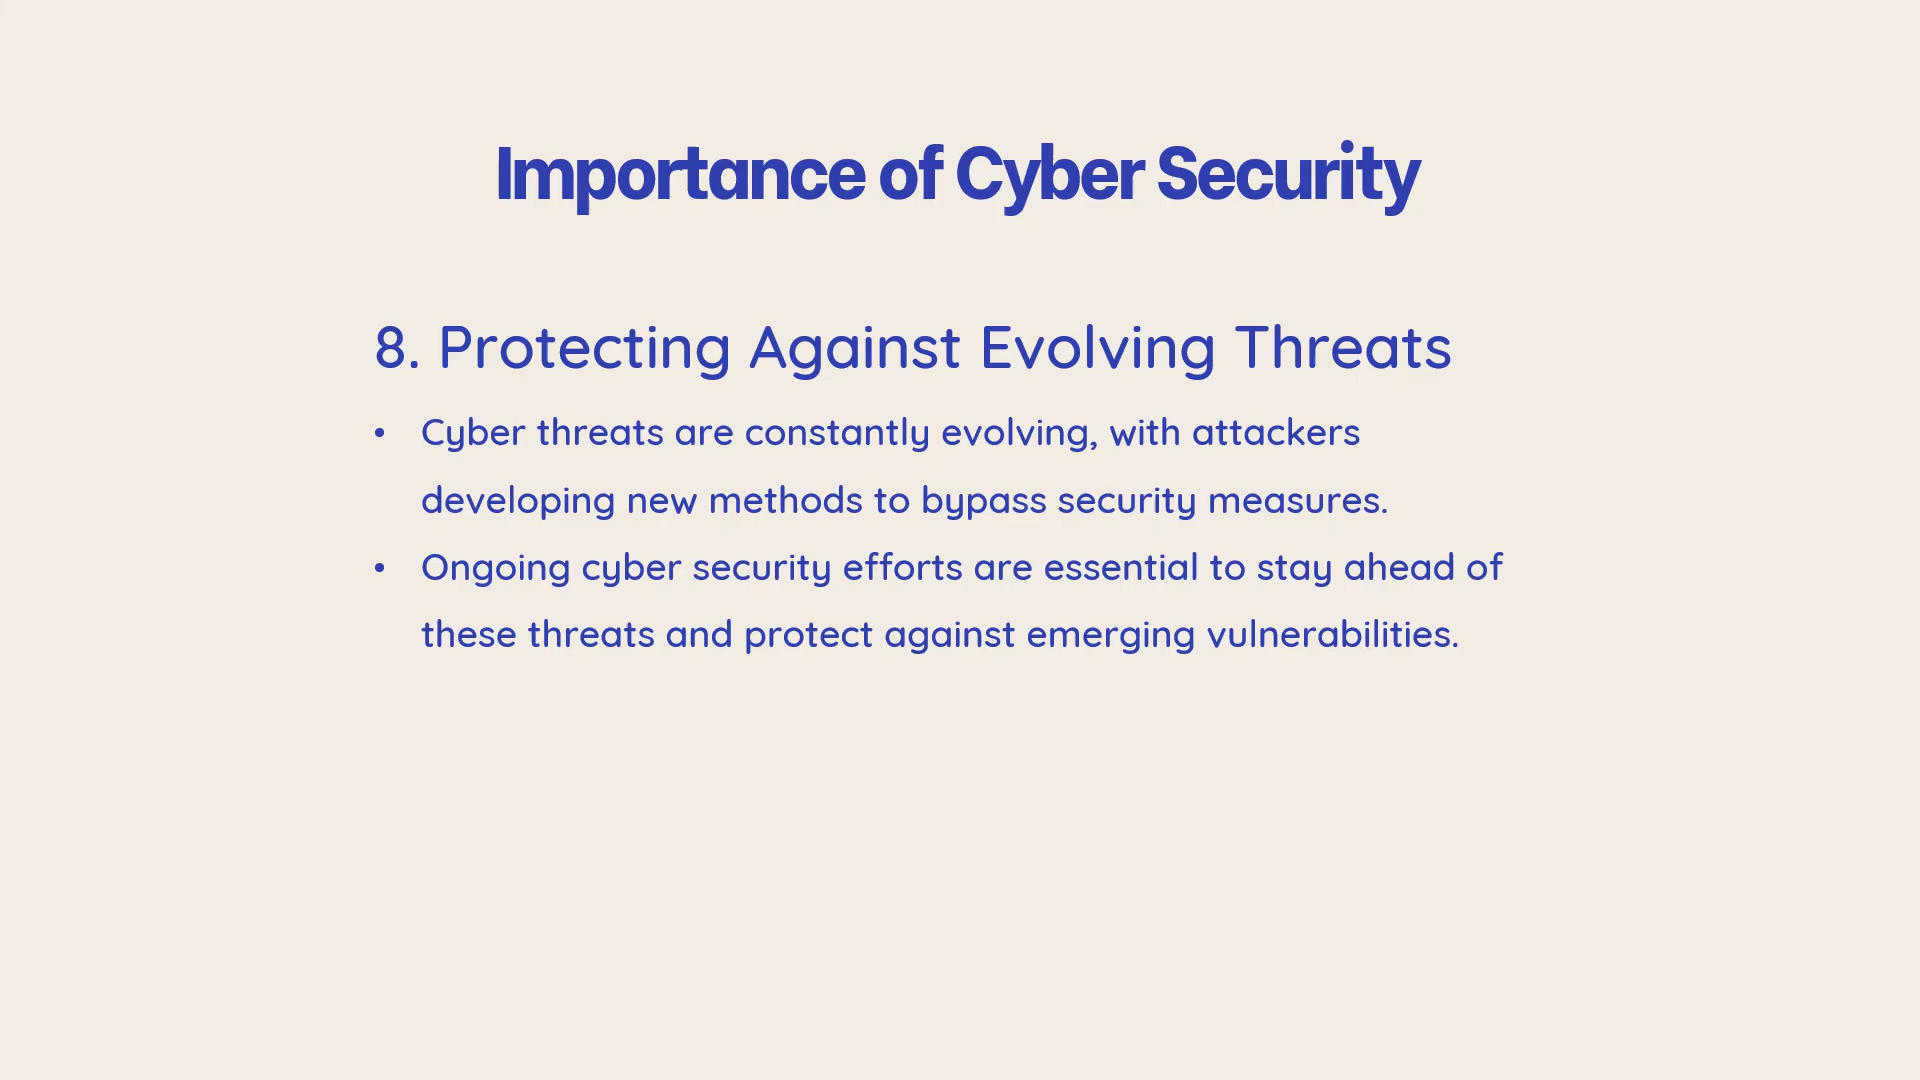 Importance of Cyber Security
8. Protecting Against Evolving Threats
• Cyber threats are constantly evolving, with attackers
developing new methods to bypass security measures.
• Ongoing cyber security efforts are essential to stay ahead of
these threats and protect against emerging vulnerabilities.